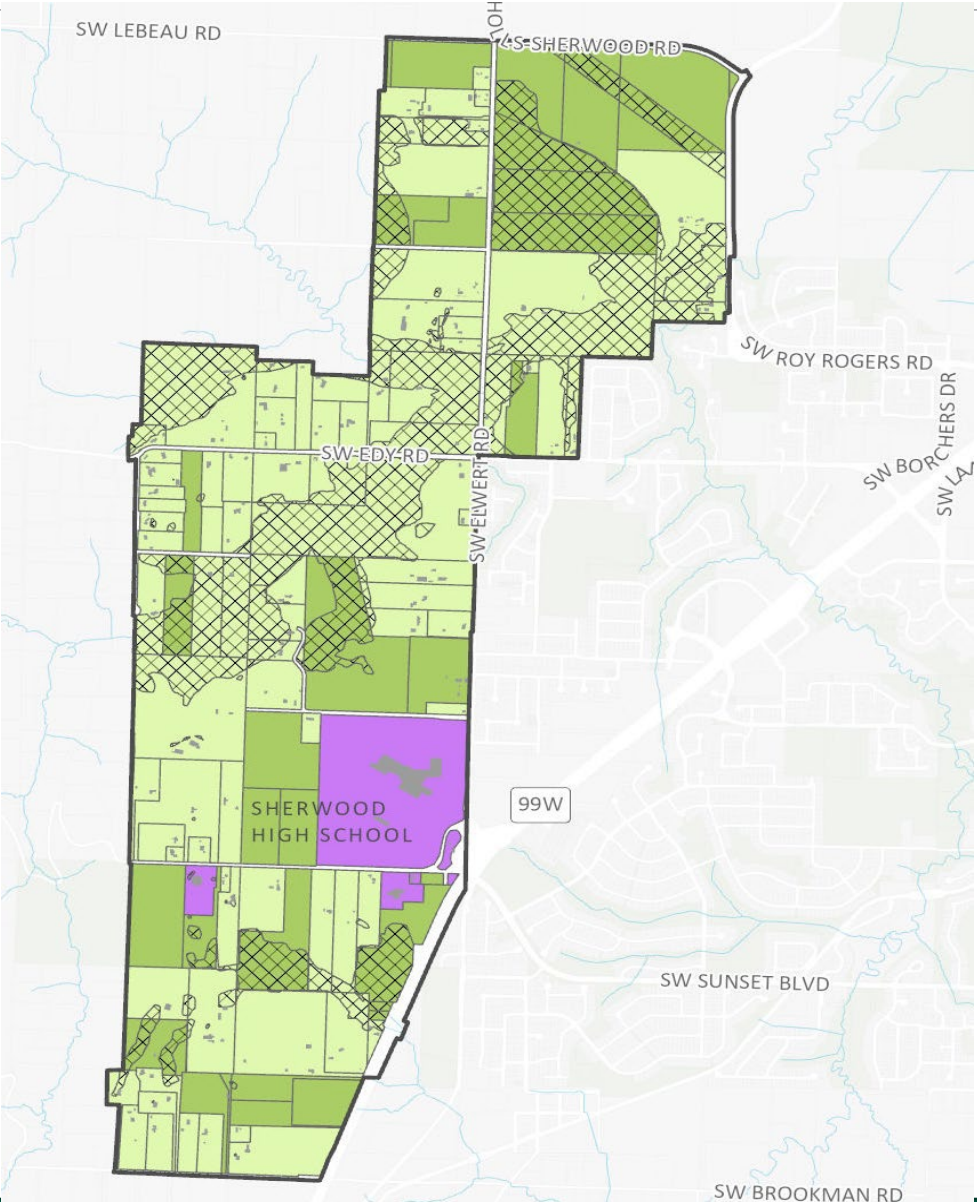 SW LEBEAU RD
S SHERWOOD RD
SW ROY ROGERS RD
SW BORCHERS DR
SW EDY RD
SW ELWERT RD
99W
SHERWOOD
HIGH SCHOOL
SW SUNSET BLVD
SW BROOKMAN RD